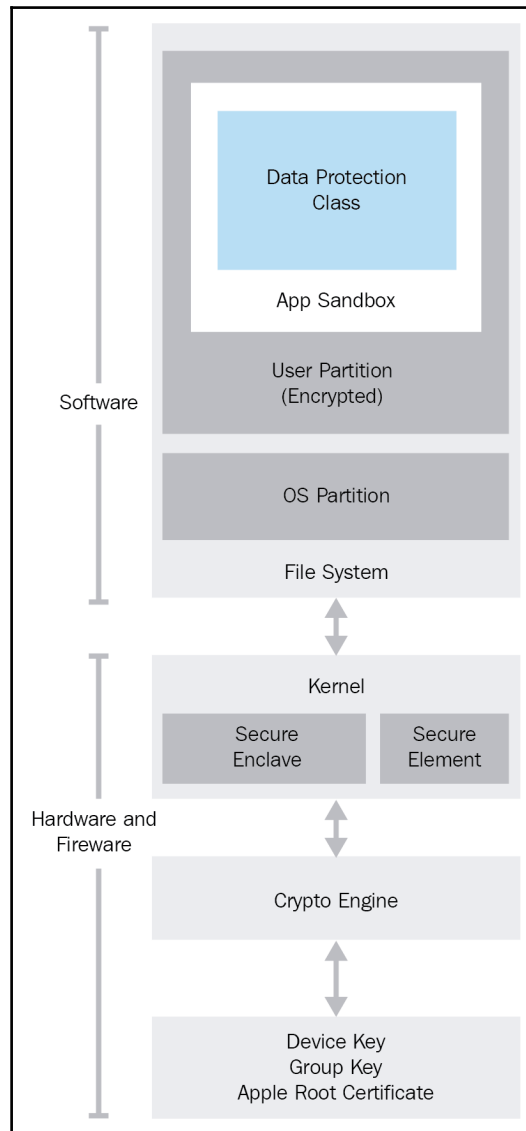 Data Protection
Class
App Sandbox
User Partition
(Encrypted)
Software
OS Partition
File System
Kernel
Secure
Enclave
Secure
Element
Hardware and
Fireware
Crypto Engine
Device Key
Group Key
Apple Root Certificate